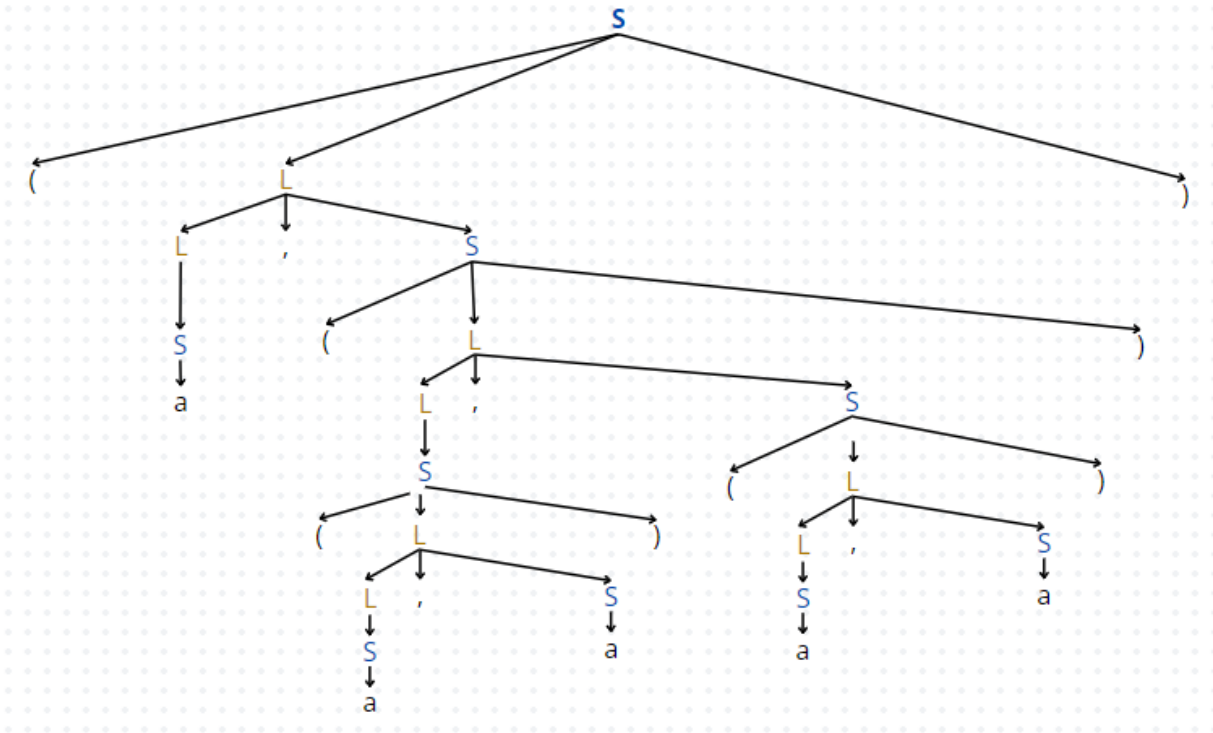 S
( L )
L , S
S ( L )
a L , S
S ( L )
( L ) L , S
L , S S a
S a a
a